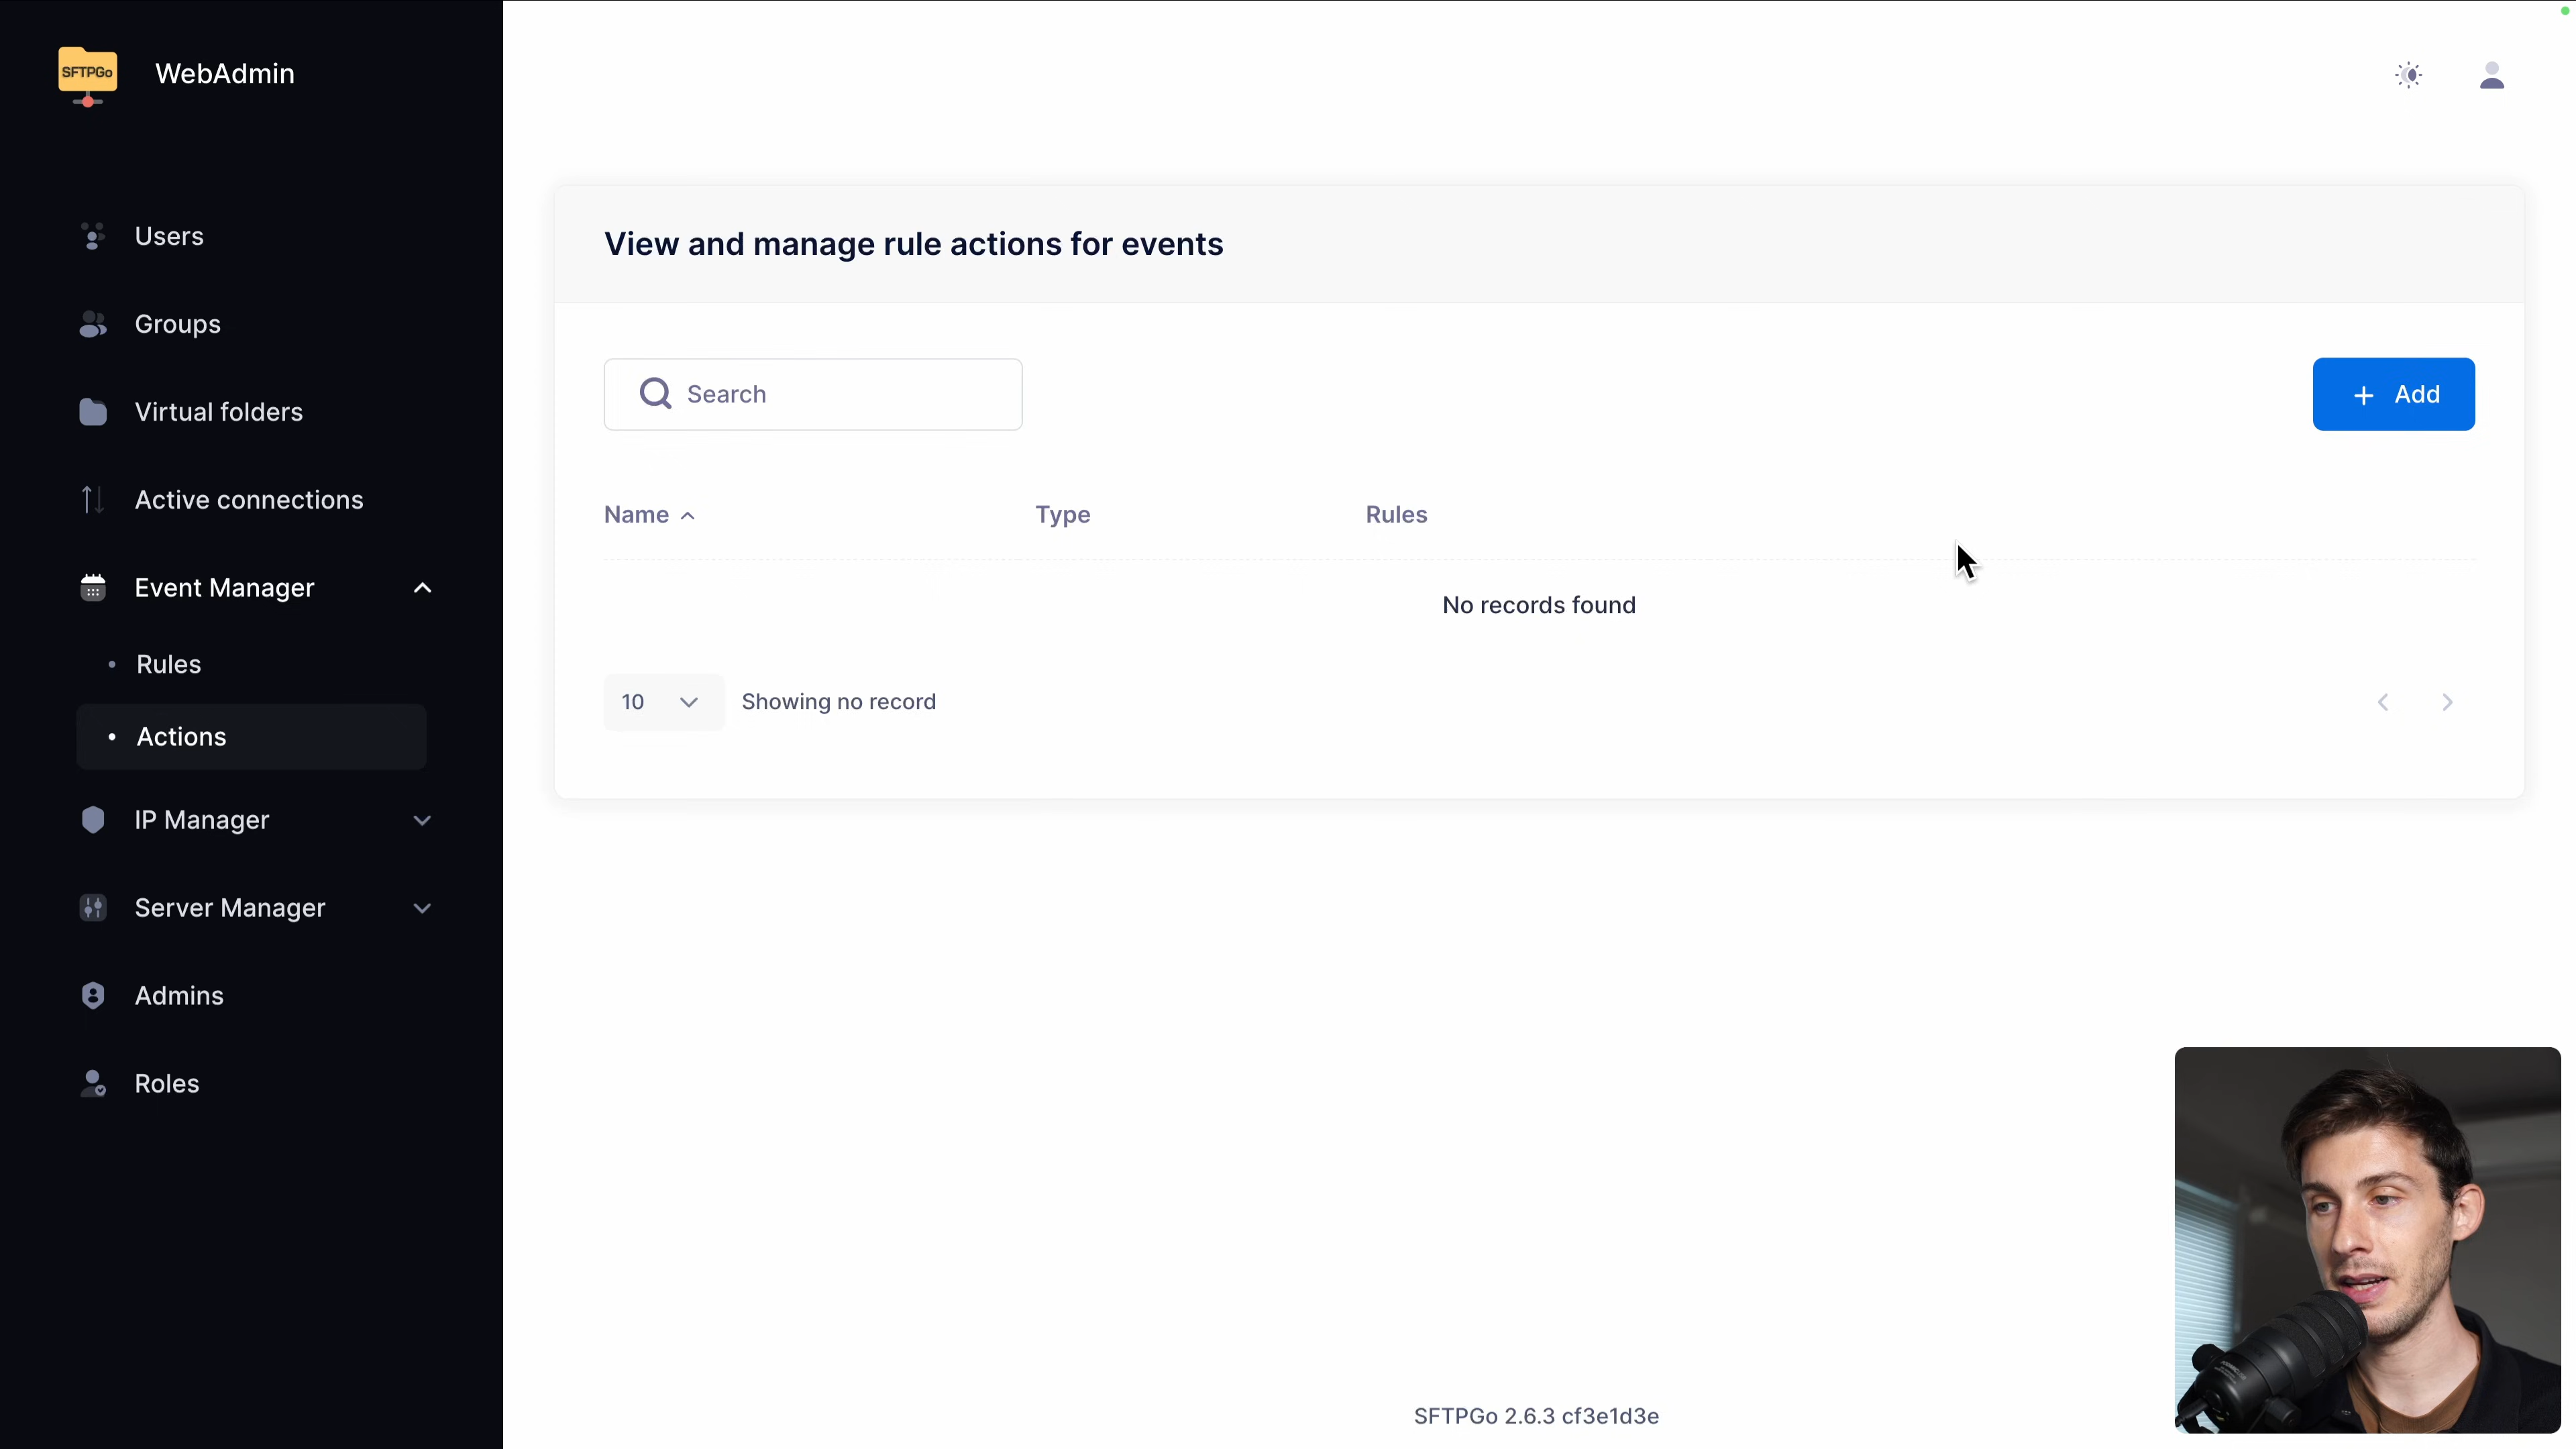 SFTPGo
WebAdmin
Users
Groups
Virtual folders
Active connections
Event Manager
Rules
Actions
IP Manager
Server Manager
Admins
Roles
View and manage rule actions for events
Search
+ Add
Name Type Rules
No records found
10 Showing no record
SFTPGo 2.6.3 cf3e1d3e